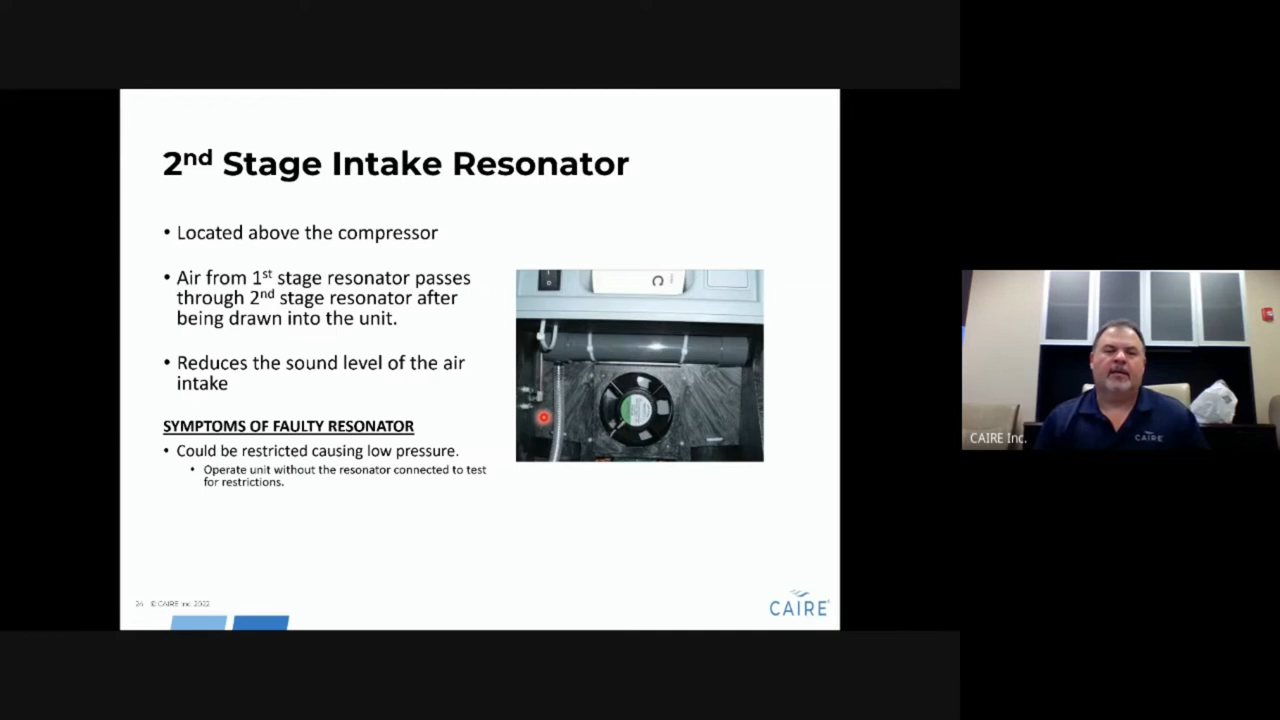 2nd Stage Intake Resonator
• Located above the compressor
• Air from 1st stage resonator passes
through 2nd stage resonator after
being drawn into the unit.
• Reduces the sound level of the air
intake
SYMPTOMS OF FAULTY RESONATOR
• Could be restricted causing low pressure.
• Operate unit without the resonator connected to test
for restrictions.
24 © CAIRE Inc. 2022
CAIRE
CAIRE
CAIRE Inc.